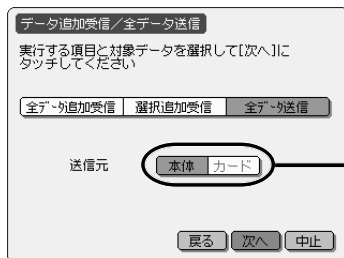 データ追加受信／全データ送信
実行する項目と対象データを選択して[次へ]に
タッチしてください
全データ追加受信 選択追加受信 全データ送信
送信元 本体 カード
戻る 次へ 中止